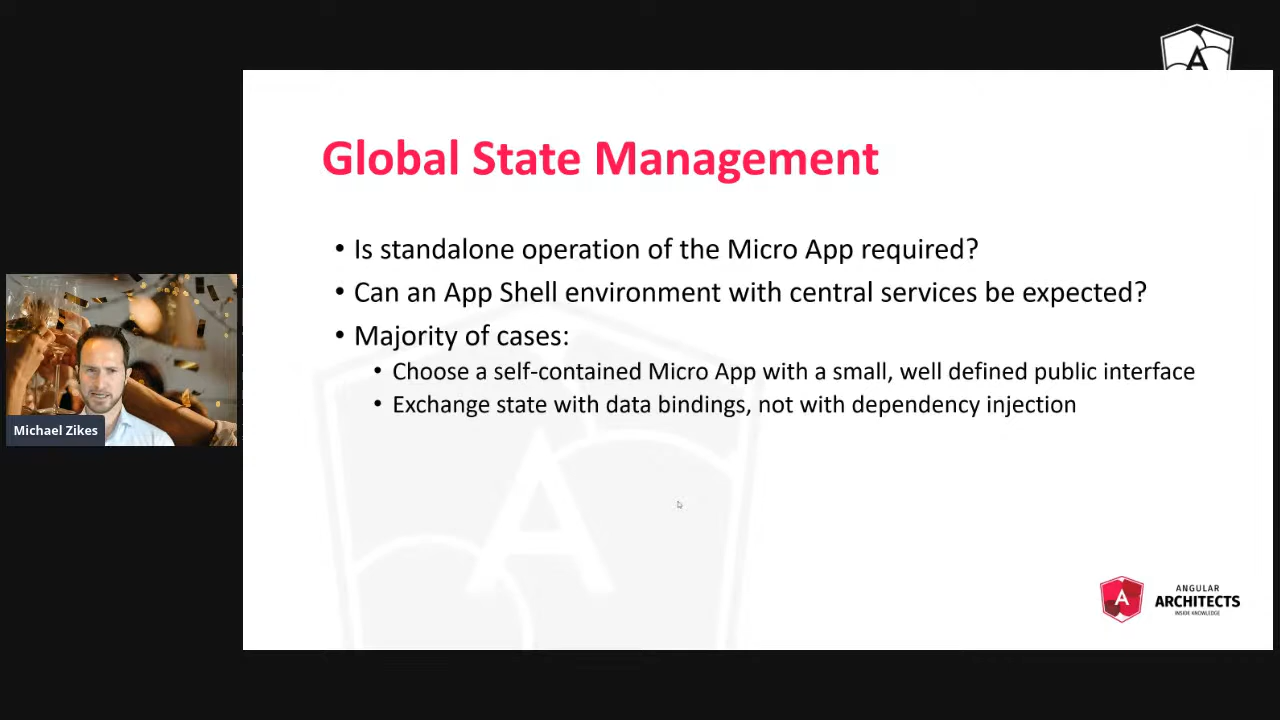 A
Global State Management
• Is standalone operation of the Micro App required?
• Can an App Shell environment with central services be expected?
• Majority of cases:
• Choose a self-contained Micro App with a small, well defined public interface
• Exchange state with data bindings, not with dependency injection
Michael Zikes
A
A
ANGULAR
ARCHITECTS
INSIDE KNOWLEDGE